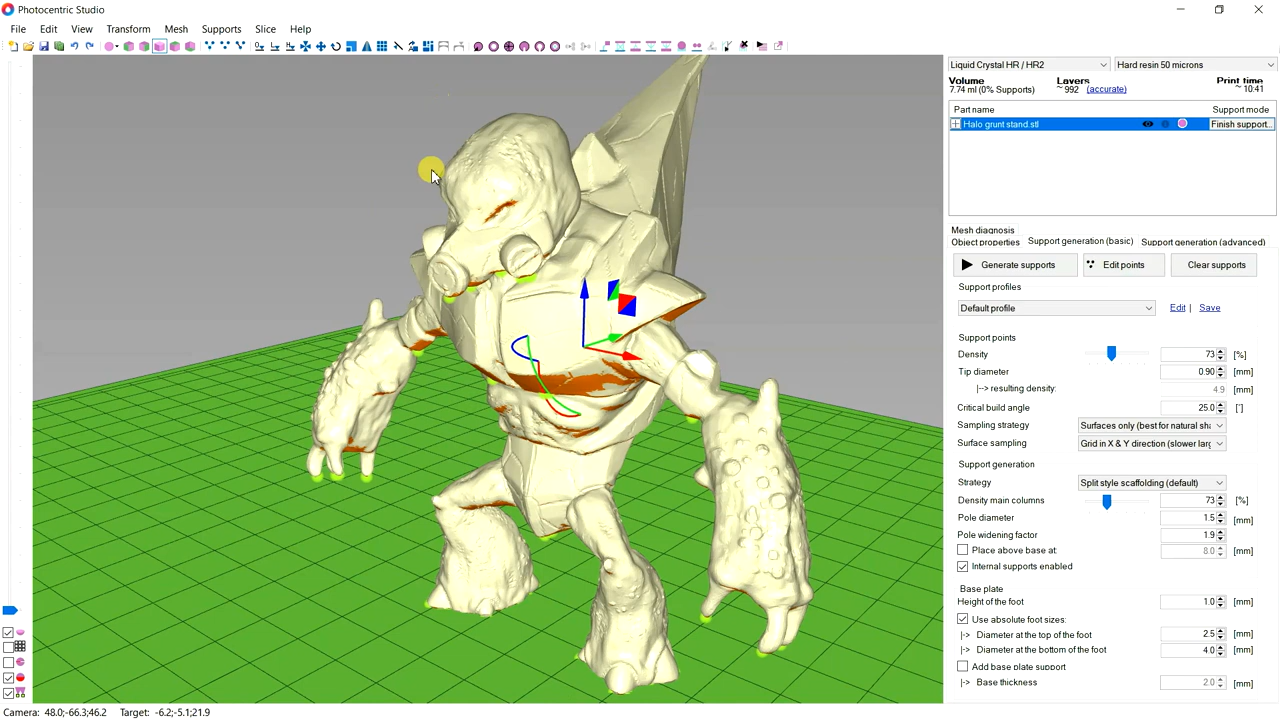 Photocentric Studio
File Edit View Transform Mesh Supports Slice Help
Liquid Crystal HR / HR2 Hard resin 50 microns
Volume Layers Print time
7.74 ml (0% Supports) ~ 992 (accurate) ~ 10:41
Part name Support mode
Halo grunt stand.stl Finish support...
Mesh diagnosis
Object properties Support generation (basic) Support generation (advanced)
Generate supports Edit points Clear supports
Support profiles
Default profile Edit | Save
Support points
Density 73 [%]
Tip diameter 0.90 [mm]
|--> resulting density: 4.9 [mm]
Critical build angle 25.0 [°]
Sampling strategy Surfaces only (best for natural sha
Surface sampling Grid in X & Y direction (slower larg
Support generation
Strategy Split style scaffolding (default)
Density main columns 73 [%]
Pole diameter 1.5 [mm]
Pole widening factor 1.9
Place above base at: 8.0 [mm]
Internal supports enabled
Base plate
Height of the foot 1.0 [mm]
Use absolute foot sizes:
|-> Diameter at the top of the foot 2.5 [mm]
|-> Diameter at the bottom of the foot 4.0 [mm]
Add base plate support
|-> Base thickness 2.0 [mm]
Camera: 48.0;-66.3;46.2 Target: -6.2;-5.1;21.9